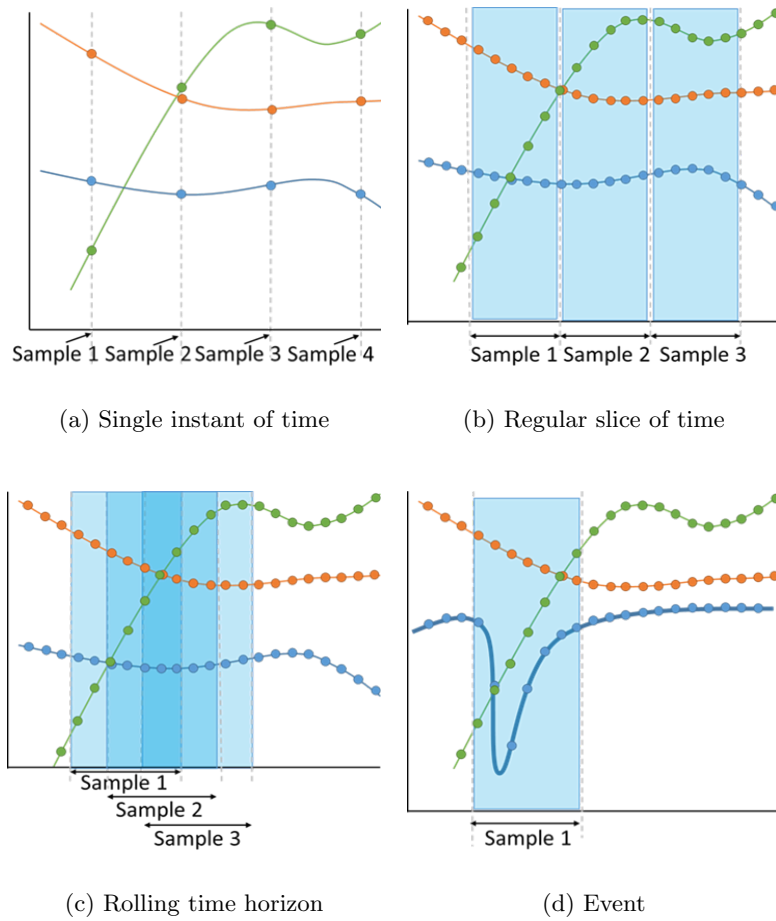 Sample 1 Sample 2 Sample 3 Sample 4
Sample 1 Sample 2 Sample 3
(a) Single instant of time
(b) Regular slice of time
Sample 1
Sample 2
Sample 3
Sample 1
(c) Rolling time horizon
(d) Event